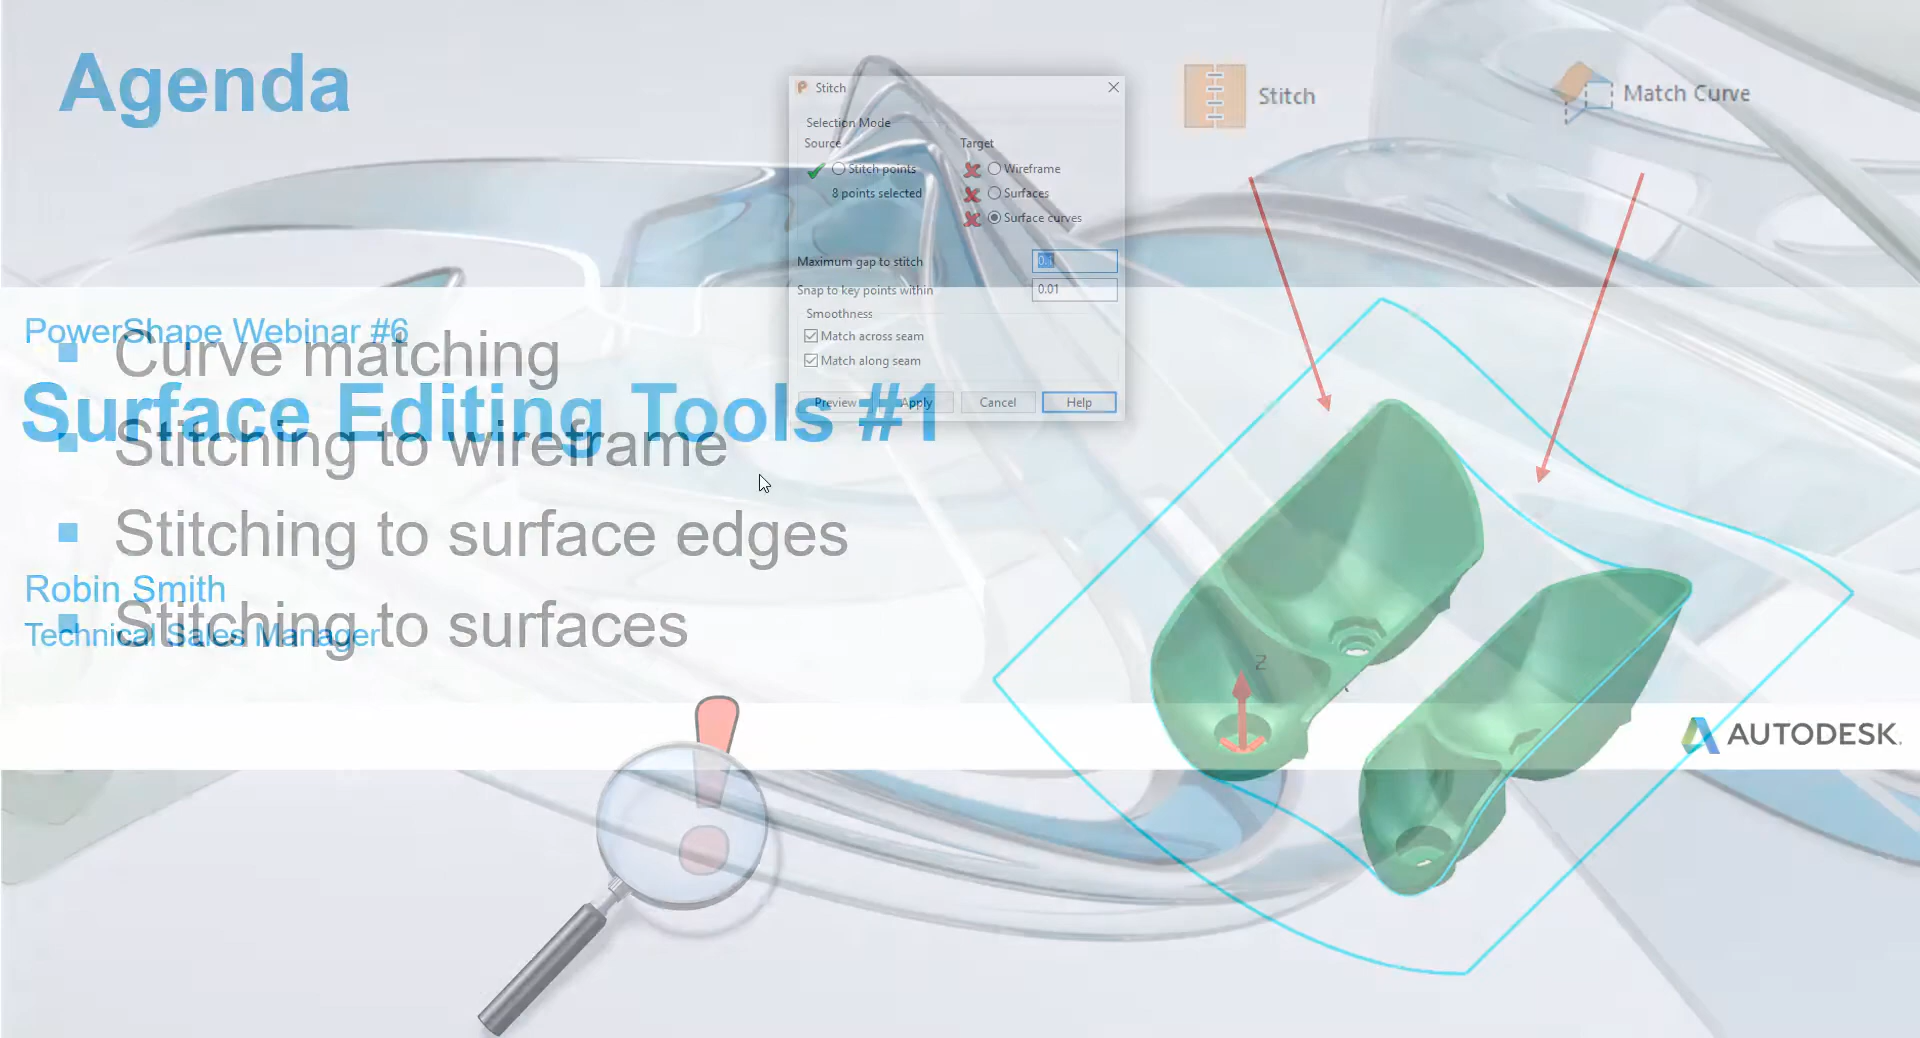 Agenda
PowerShape Webinar #6
Curve matching
Surface Editing Tools #1
Stitching to wireframe
Stitching to surface edges
Robin Smith
Stitching to surfaces
Technical Sales Manager
Stitch
Selection Mode
Source
Target
Stitch points
Wireframe
8 points selected
Surfaces
Surface curves
Maximum gap to stitch
0.1
Snap to key points within
0.01
Smoothness
Match across seam
Match along seam
Preview
Apply
Cancel
Help
Stitch
Match Curve
Z
AUTODESK.